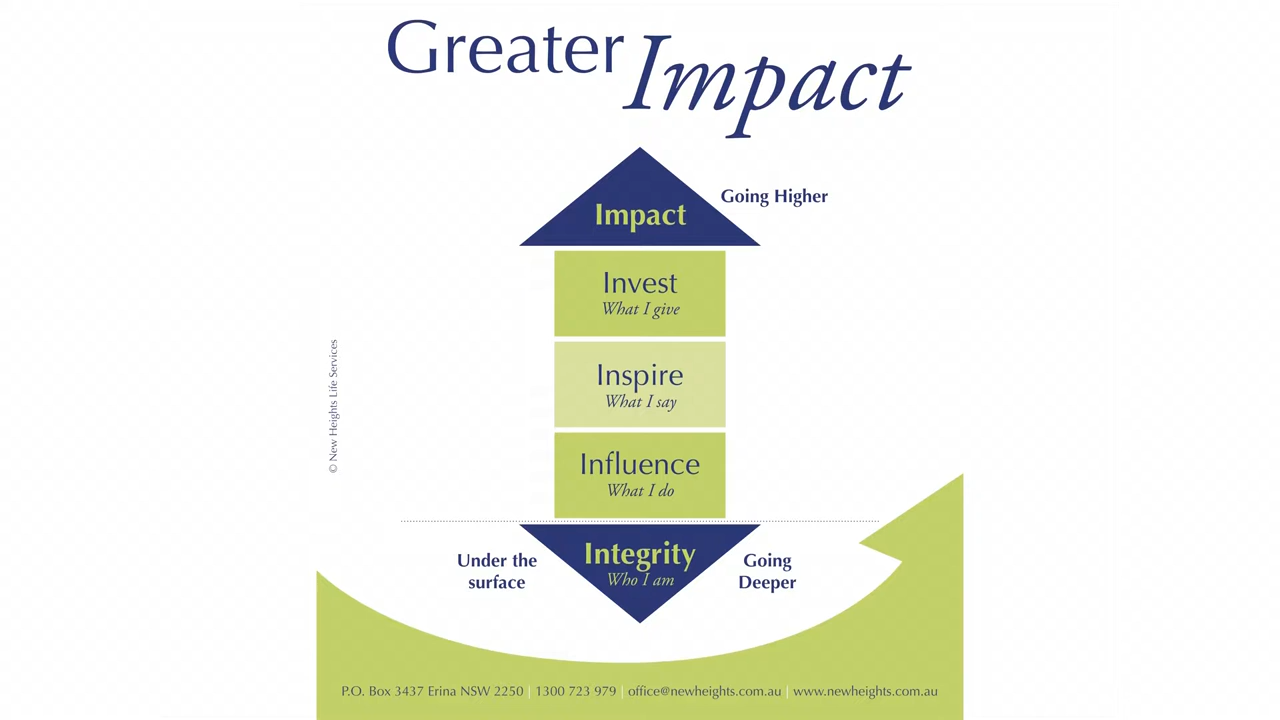 Greater Impact
Going Higher
Impact
Invest
What I give
Inspire
What I say
Influence
What I do
Integrity
Who I am
Under the
surface
Going
Deeper
© New Heights Life Services
P.O. Box 3437 Erina NSW 2250 | 1300 723 979 | office@newheights.com.au | www.newheights.com.au